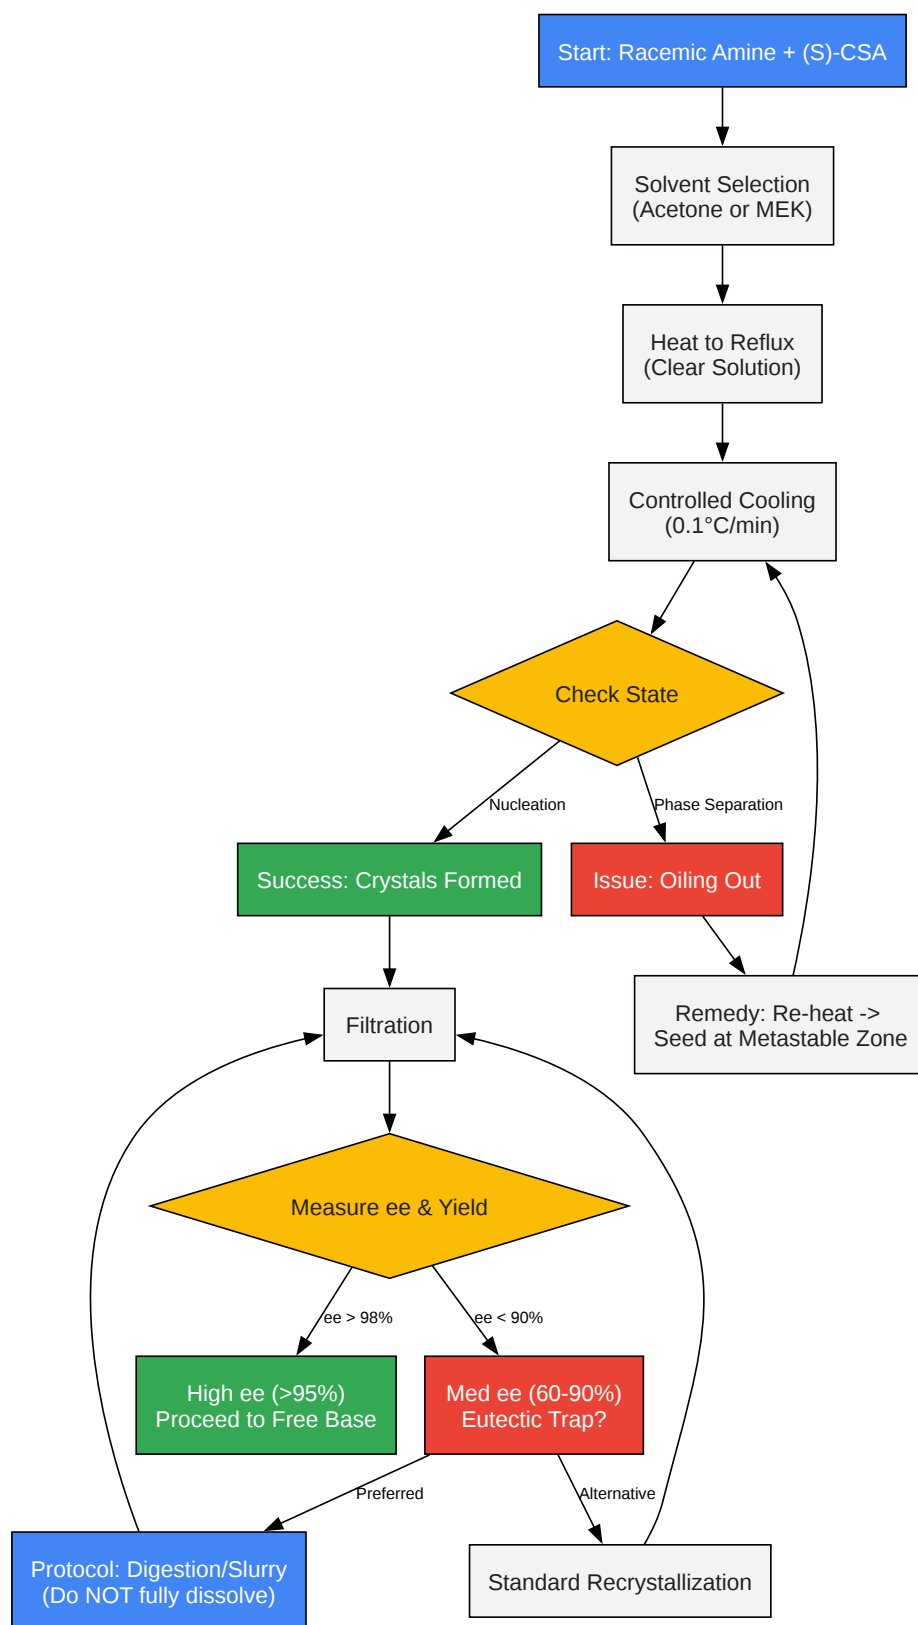 Start: Racemic Amine + (S)-CSA
Solvent Selection
(Acetone or MEK)
Heat to Reflux
(Clear Solution)
Controlled Cooling
(0.1°C/min)
Check State
Nucleation
Phase Separation
Success: Crystals Formed
Issue: Oiling Out
Filtration
Remedy: Re-heat ->
Seed at Metastable Zone
Measure ee & Yield
ee > 98%
ee < 90%
High ee (>95%)
Proceed to Free Base
Med ee (60-90%)
Eutectic Trap?
Preferred
Alternative
Protocol: Digestion/Slurry
(Do NOT fully dissolve)
Standard Recrystallization